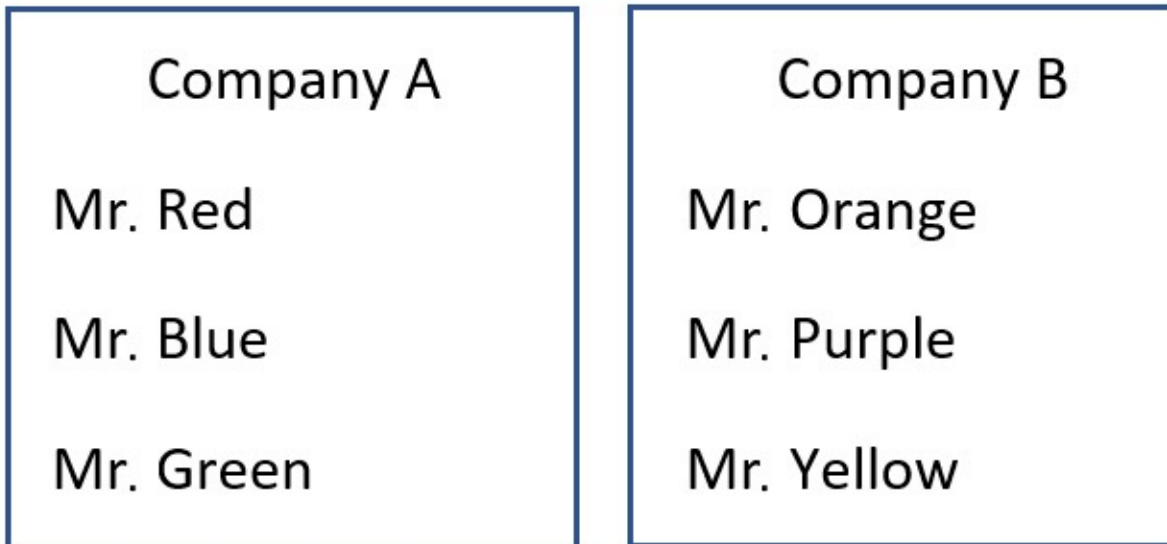 Company A
Mr. Red
Mr. Blue
Mr. Green
Company B
Mr. Orange
Mr. Purple
Mr. Yellow